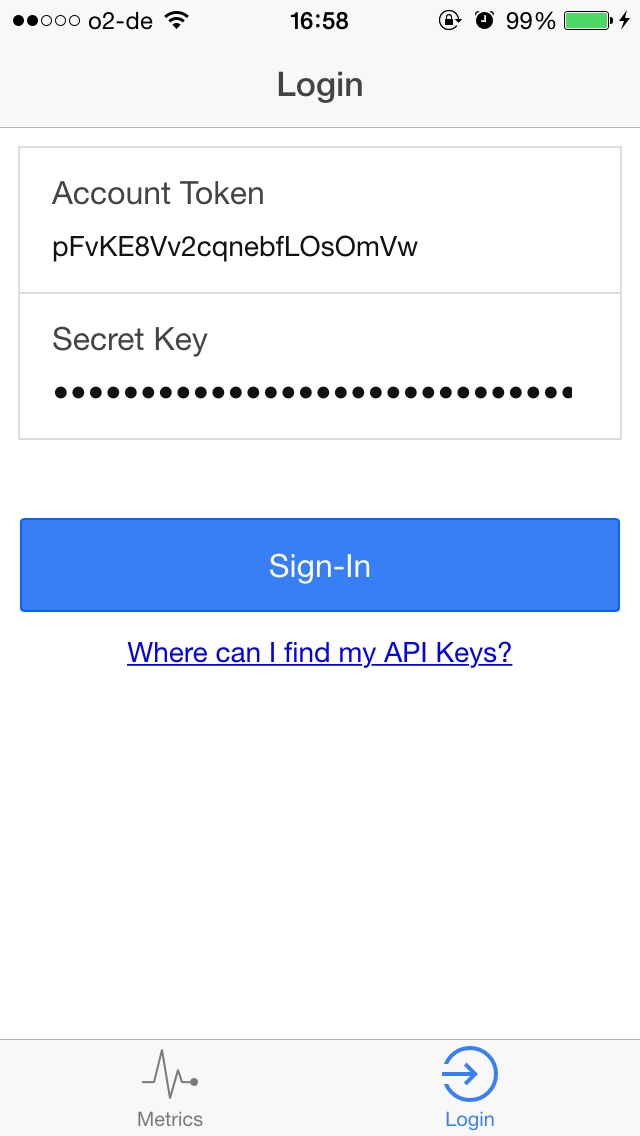 o2-de 16:58 99%
Login
Account Token
pFvKE8Vv2cqnebfLOsOmVw
Secret Key
Sign-In
Where can I find my API Keys?
Metrics Login